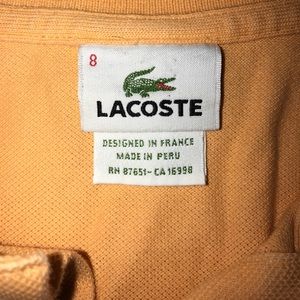 8
LACOSTE
DESIGNED IN FRANCE
MADE IN PERU
RN 87651-CA 16998